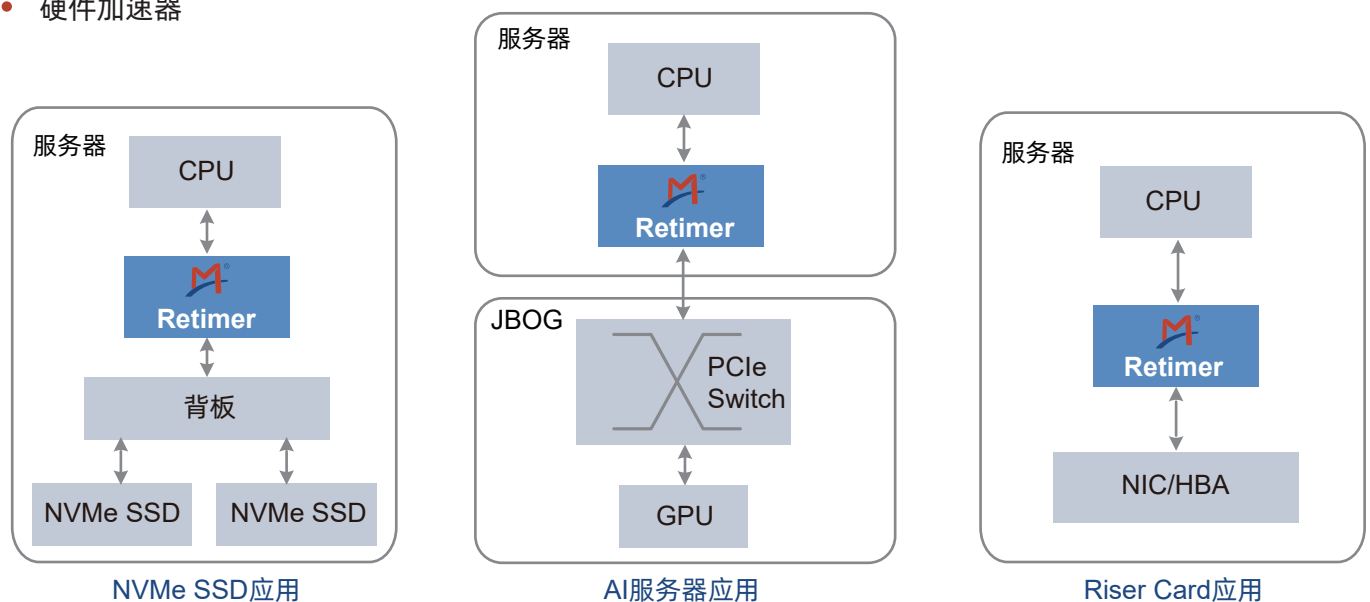 • 硬件加速器
服务器
CPU
Retimer
背板
NVMe SSD
NVMe SSD
NVMe SSD应用
服务器
CPU
Retimer
JBOG
PCIe
Switch
GPU
AI服务器应用
服务器
CPU
Retimer
NIC/HBA
Riser Card应用